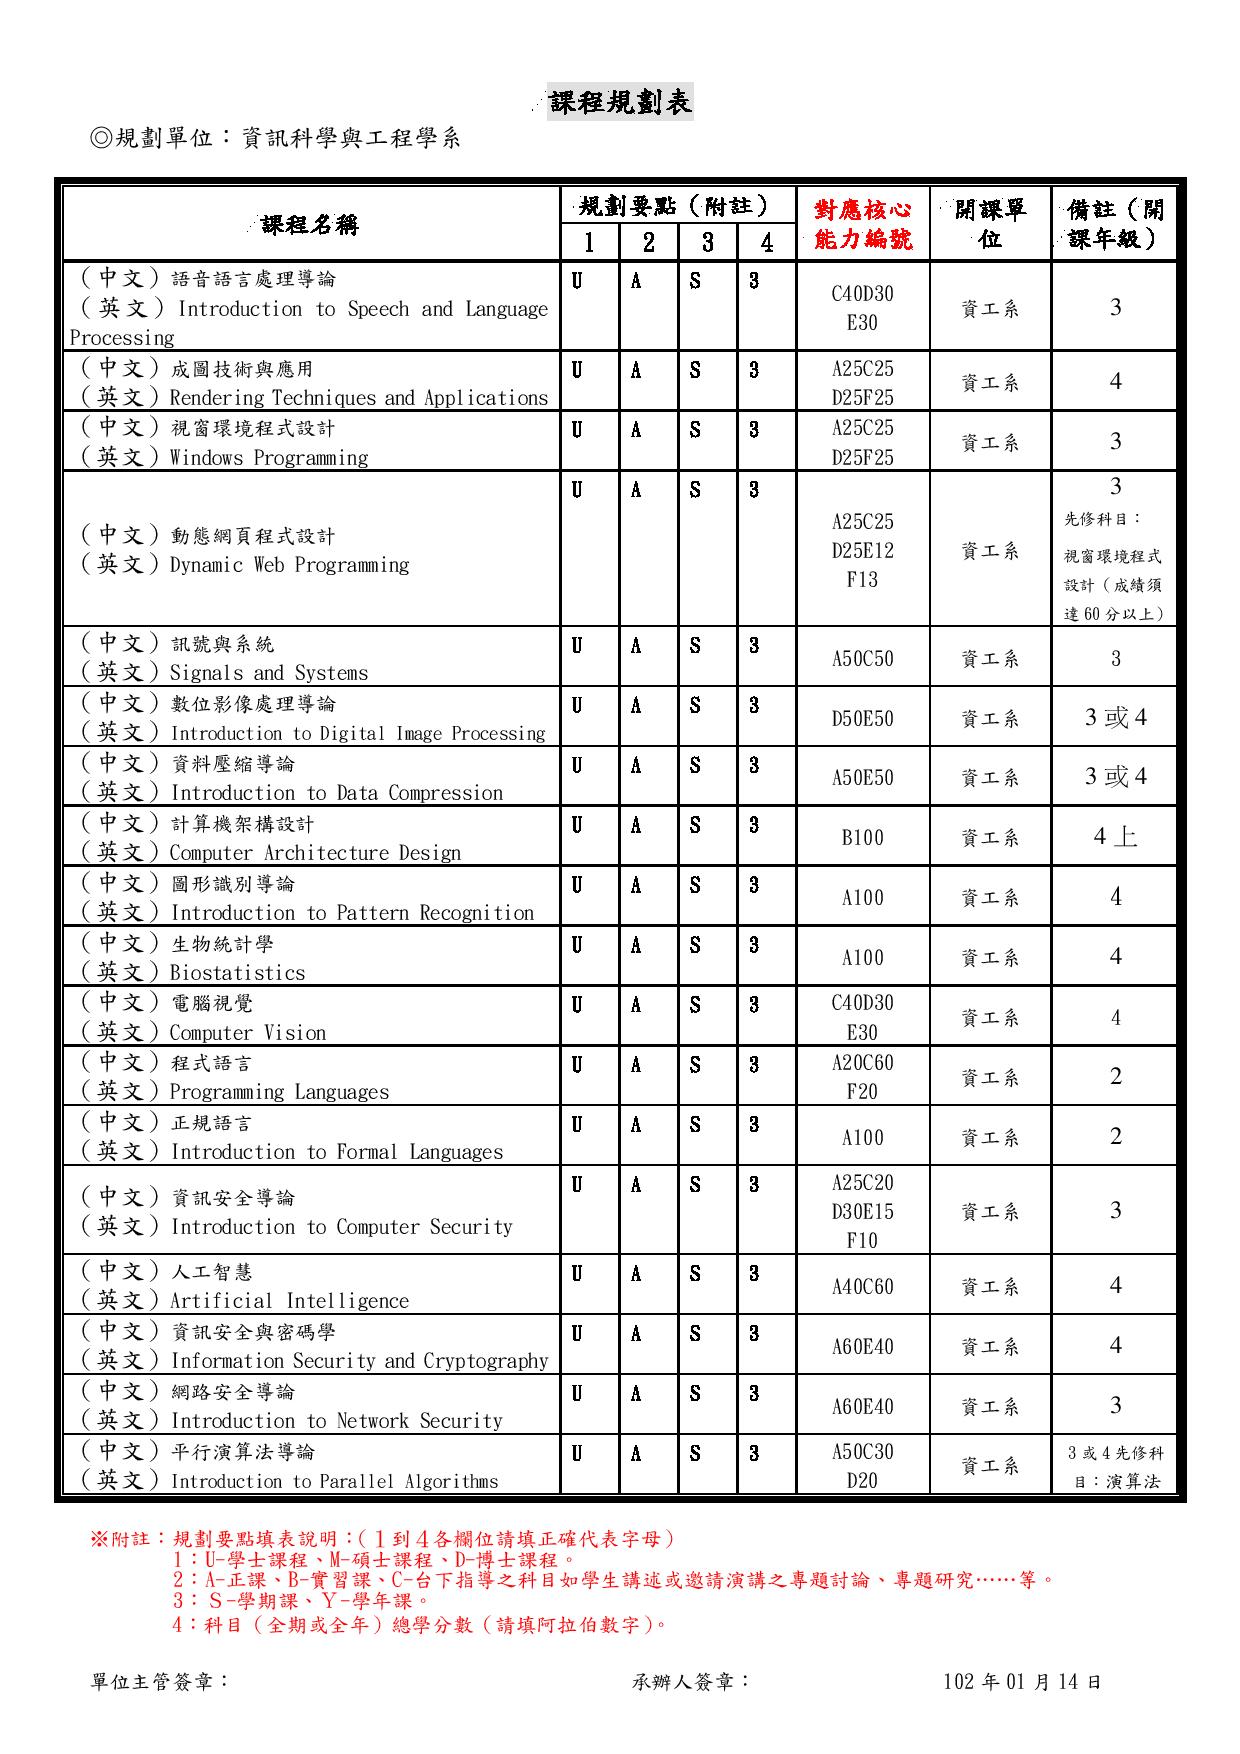 課程規劃表
◎規劃單位：資訊科學與工程學系
課程名稱 規劃要點（附註） 對應核心能力編號 開課單位 備註（開課年級）
1 2 3 4
（中文）語音語言處理導論
（英文）Introduction to Speech and Language
Processing
U A S 3 C40D30
E30
資工系 3
（中文）成圖技術與應用
（英文）Rendering Techniques and Applications
U A S 3 A25C25
D25F25
資工系 4
（中文）視窗環境程式設計
（英文）Windows Programming
U A S 3 A25C25
D25F25
資工系 3
（中文）動態網頁程式設計
（英文）Dynamic Web Programming
U A S 3 A25C25
D25E12
F13
資工系 3
先修科目：
視窗環境程式
設計（成績須
達60分以上）
（中文）訊號與系統
（英文）Signals and Systems
U A S 3 A50C50 資工系 3
（中文）數位影像處理導論
（英文）Introduction to Digital Image Processing
U A S 3 D50E50 資工系 3 或 4
（中文）資料壓縮導論
（英文）Introduction to Data Compression
U A S 3 A50E50 資工系 3 或 4
（中文）計算機架構設計
（英文）Computer Architecture Design
U A S 3 B100 資工系 4 上
（中文）圖形識別導論
（英文）Introduction to Pattern Recognition
U A S 3 A100 資工系 4
（中文）生物統計學
（英文）Biostatistics
U A S 3 A100 資工系 4
（中文）電腦視覺
（英文）Computer Vision
U A S 3 C40D30
E30
資工系 4
（中文）程式語言
（英文）Programming Languages
U A S 3 A20C60
F20
資工系 2
（中文）正規語言
（英文）Introduction to Formal Languages
U A S 3 A100 資工系 2
（中文）資訊安全導論
（英文）Introduction to Computer Security
U A S 3 A25C20
D30E15
F10
資工系 3
（中文）人工智慧
（英文）Artificial Intelligence
U A S 3 A40C60 資工系 4
（中文）資訊安全與密碼學
（英文）Information Security and Cryptography
U A S 3 A60E40 資工系 4
（中文）網路安全導論
（英文）Introduction to Network Security
U A S 3 A60E40 資工系 3
（中文）平行演算法導論
（英文）Introduction to Parallel Algorithms
U A S 3 A50C30
D20
資工系 3 或 4 先修科
目：演算法
※附註：規劃要點填表說明：(１到４各欄位請填正確代表字母）
1：U-學士課程、M-碩士課程、D-博士課程。
2：A-正課、B-實習課、C-台下指導之科目如學生講述或邀請演講之專題討論、專題研究……等。
3：Ｓ-學期課、Ｙ-學年課。
4：科目（全期或全年）總學分數（請填阿拉伯數字）。
單位主管簽章： 承辦人簽章： 102 年 01 月 14 日